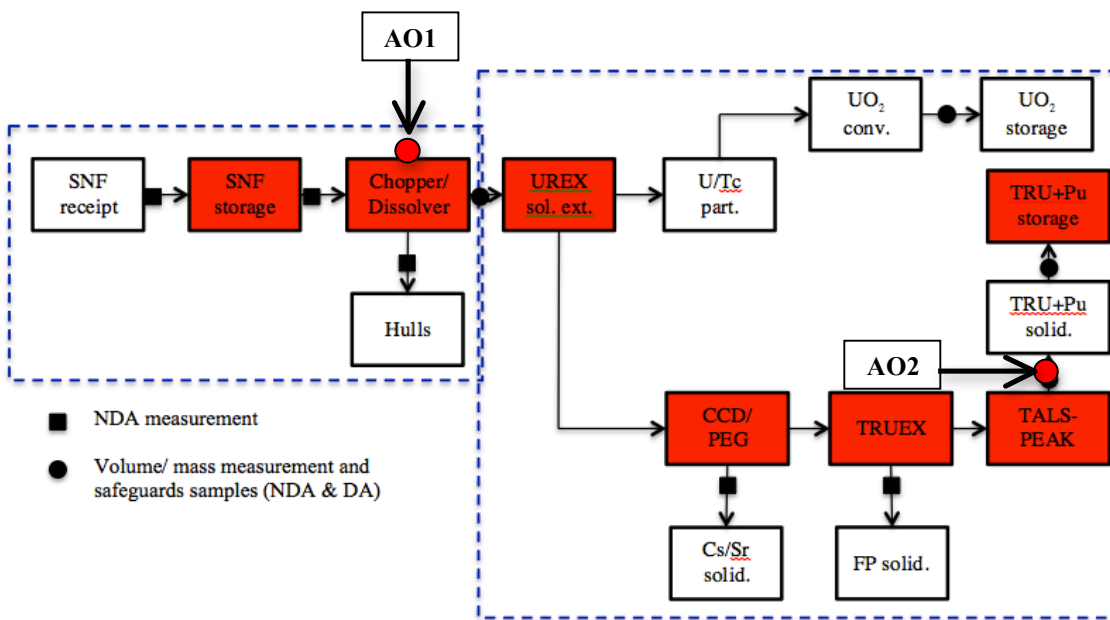 AO1
SNF
receipt
SNF
storage
Chopper/
Dissolver
Hulls
UREX
sol. ext.
U/Tc
part.
UO₂
conv.
UO₂
storage
TRU+Pu
storage
TRU+Pu
solid.
AO2
CCD/
PEG
TRUEX
TALS-
PEAK
Cs/Sr
solid.
FP solid.
NDA measurement
Volume/ mass measurement and
safeguards samples (NDA & DA)